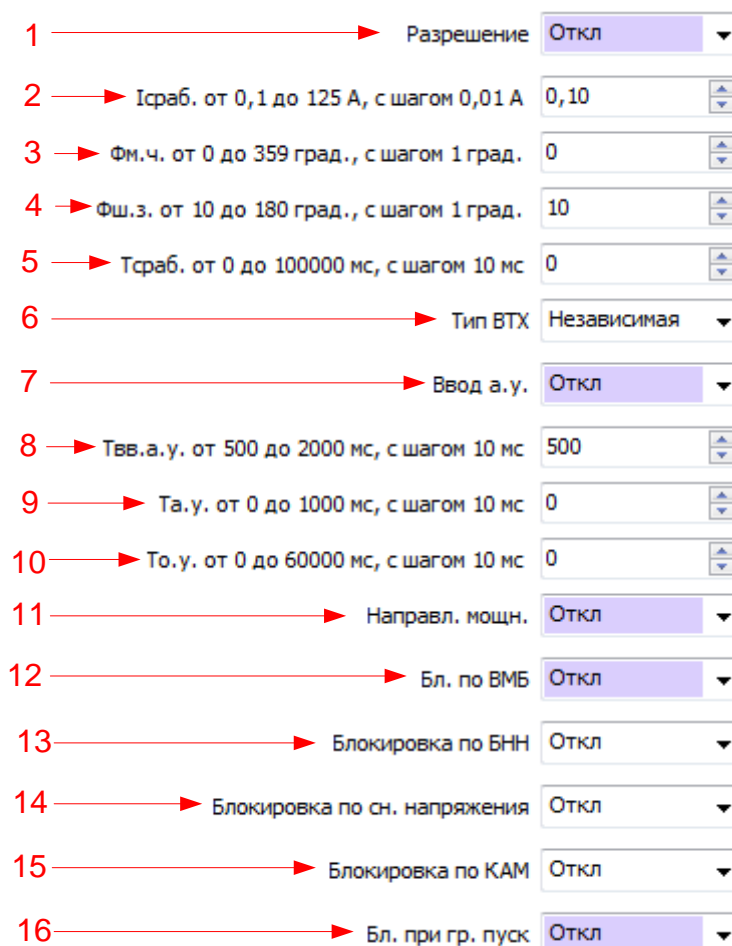 1 Разрешение Откл
2 Iсраб. от 0,1 до 125 А, с шагом 0,01 А 0,10
3 Фм.ч. от 0 до 359 град., с шагом 1 град. 0
4 Фш.з. от 10 до 180 град., с шагом 1 град. 10
5 Тсраб. от 0 до 100000 мс, с шагом 10 мс 0
6 Тип ВТХ Независимая
7 Ввод а.у. Откл
8 Твв.а.у. от 500 до 2000 мс, с шагом 10 мс 500
9 Та.у. от 0 до 1000 мс, с шагом 10 мс 0
10 То.у. от 0 до 60000 мс, с шагом 10 мс 0
11 Направл. мощн. Откл
12 Бл. по ВМБ Откл
13 Блокировка по БНН Откл
14 Блокировка по сн. напряжения Откл
15 Блокировка по КАМ Откл
16 Бл. при гр. пуск Откл